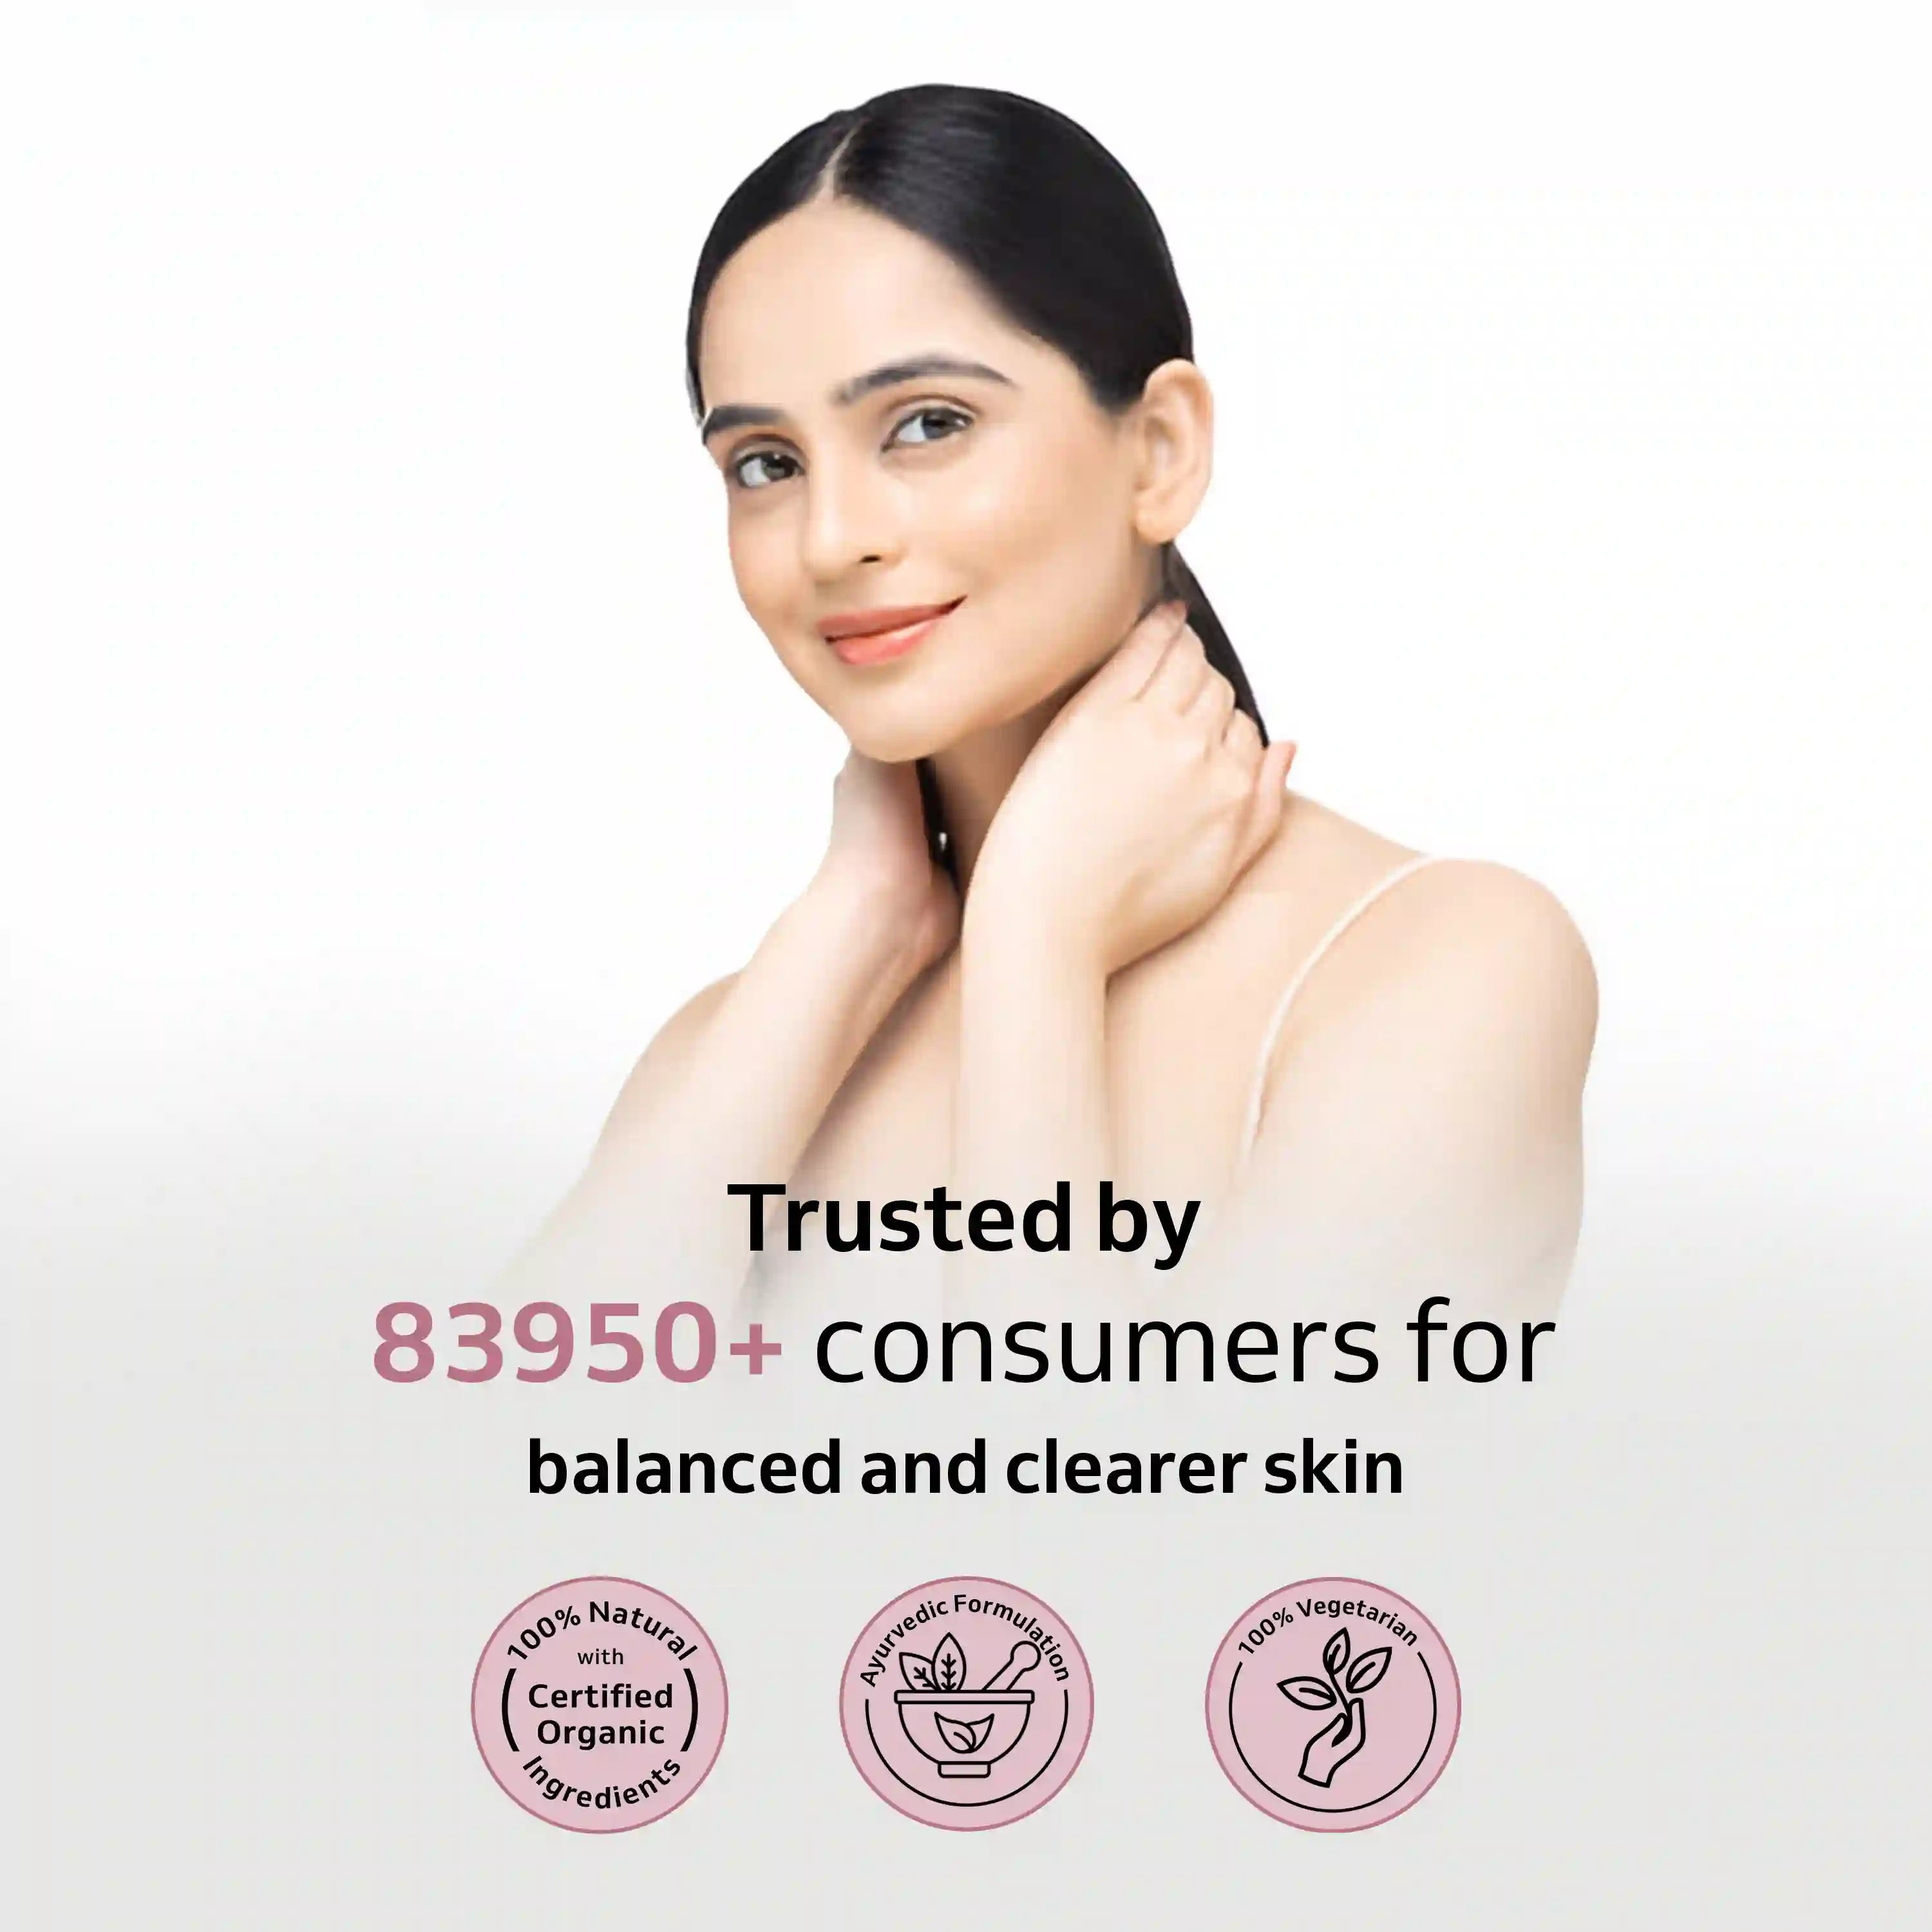 Trusted by
83950+ consumers for
balanced and clearer skin
100% Natural
with
Certified
Organic
Ingredients
Ayurvedic Formulation
100% Vegetarian